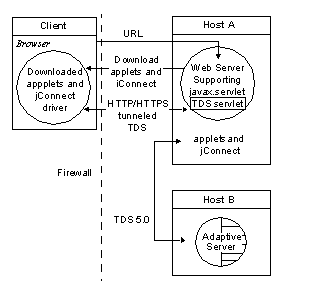 Client
Host A
Browser
URL
Download
applets and
jConnect
Downloaded
appplets and
jConnect
driver
Web Server
Supporting
javax.servlet
TDS servlet
HTTP/HTTPS
tunneled
TDS
applets and
jConnect
Firewall
TDS 5.0
Host B
Adaptive
Server